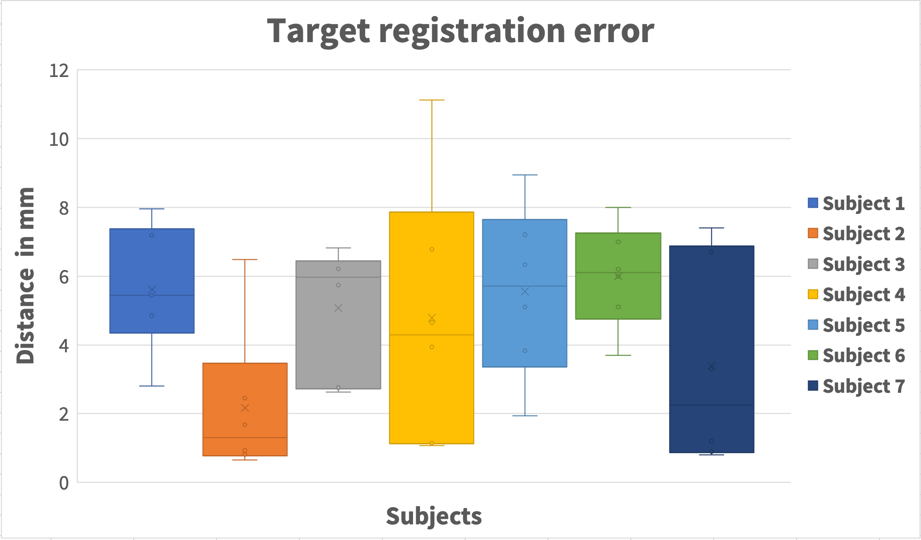 Target registration error
12
10
8
6
4
2
0
Distance in mm
Subjects
Subject 1
Subject 2
Subject 3
Subject 4
Subject 5
Subject 6
Subject 7